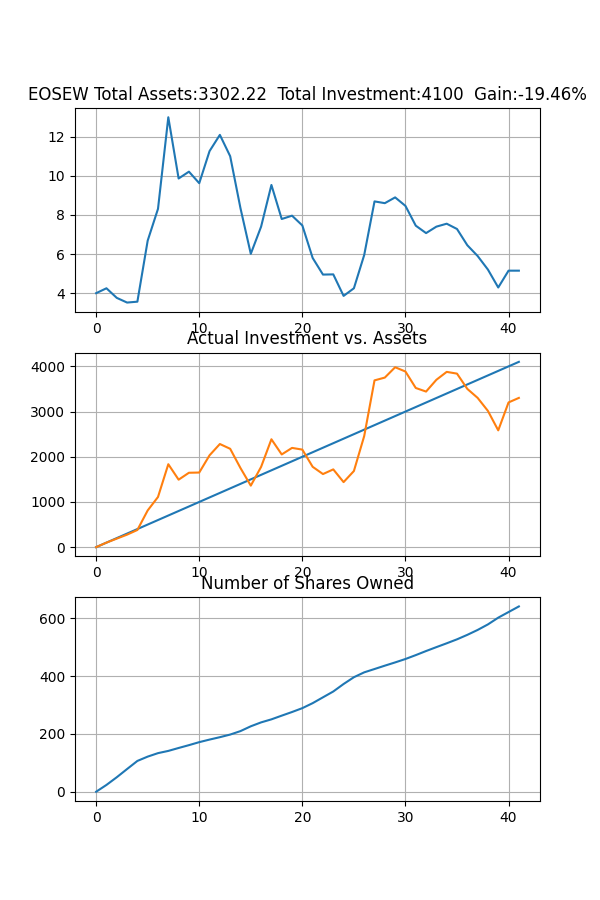 EOSEW Total Assets:3302.22 Total Investment:4100 Gain:-19.46%
12
10
8
6
4
0 10 20 30 40
Actual Investment vs. Assets
4000
3000
2000
1000
0
0 10 20 30 40
Number of Shares Owned
600
400
200
0
0 10 20 30 40